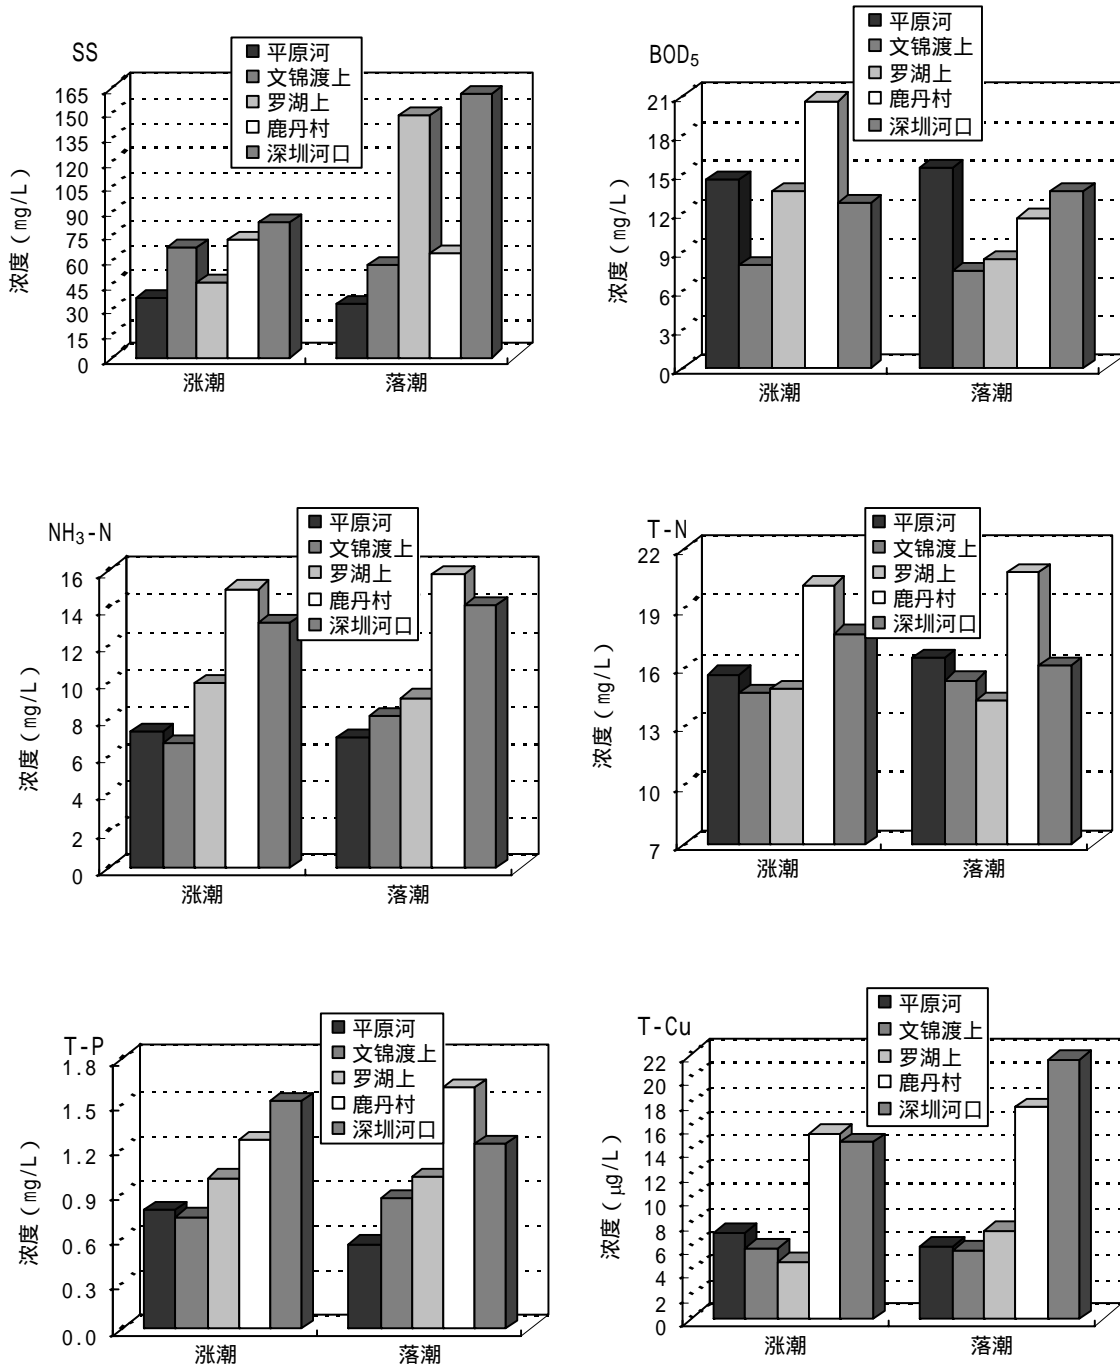 SS
平原河
文锦渡上
罗湖上
鹿丹村
深圳河口
165
150
135
120
105
90
75
60
45
30
15
0
浓度(mg/L)
涨潮 落潮
BOD₅
平原河
文锦渡上
罗湖上
鹿丹村
深圳河口
21
18
15
12
9
6
3
0
浓度(mg/L)
涨潮 落潮
NH₃-N
平原河
文锦渡上
罗湖上
鹿丹村
深圳河口
16
14
12
10
8
6
4
2
0
浓度(mg/L)
涨潮 落潮
T-N
平原河
文锦渡上
罗湖上
鹿丹村
深圳河口
22
19
16
13
10
7
浓度(mg/L)
涨潮 落潮
T-P
平原河
文锦渡上
罗湖上
鹿丹村
深圳河口
1.8
1.5
1.2
0.9
0.6
0.3
0.0
浓度(mg/L)
涨潮 落潮
T-Cu
平原河
文锦渡上
罗湖上
鹿丹村
深圳河口
22
20
18
16
14
12
10
8
6
4
2
0
浓度(μg/L)
涨潮 落潮